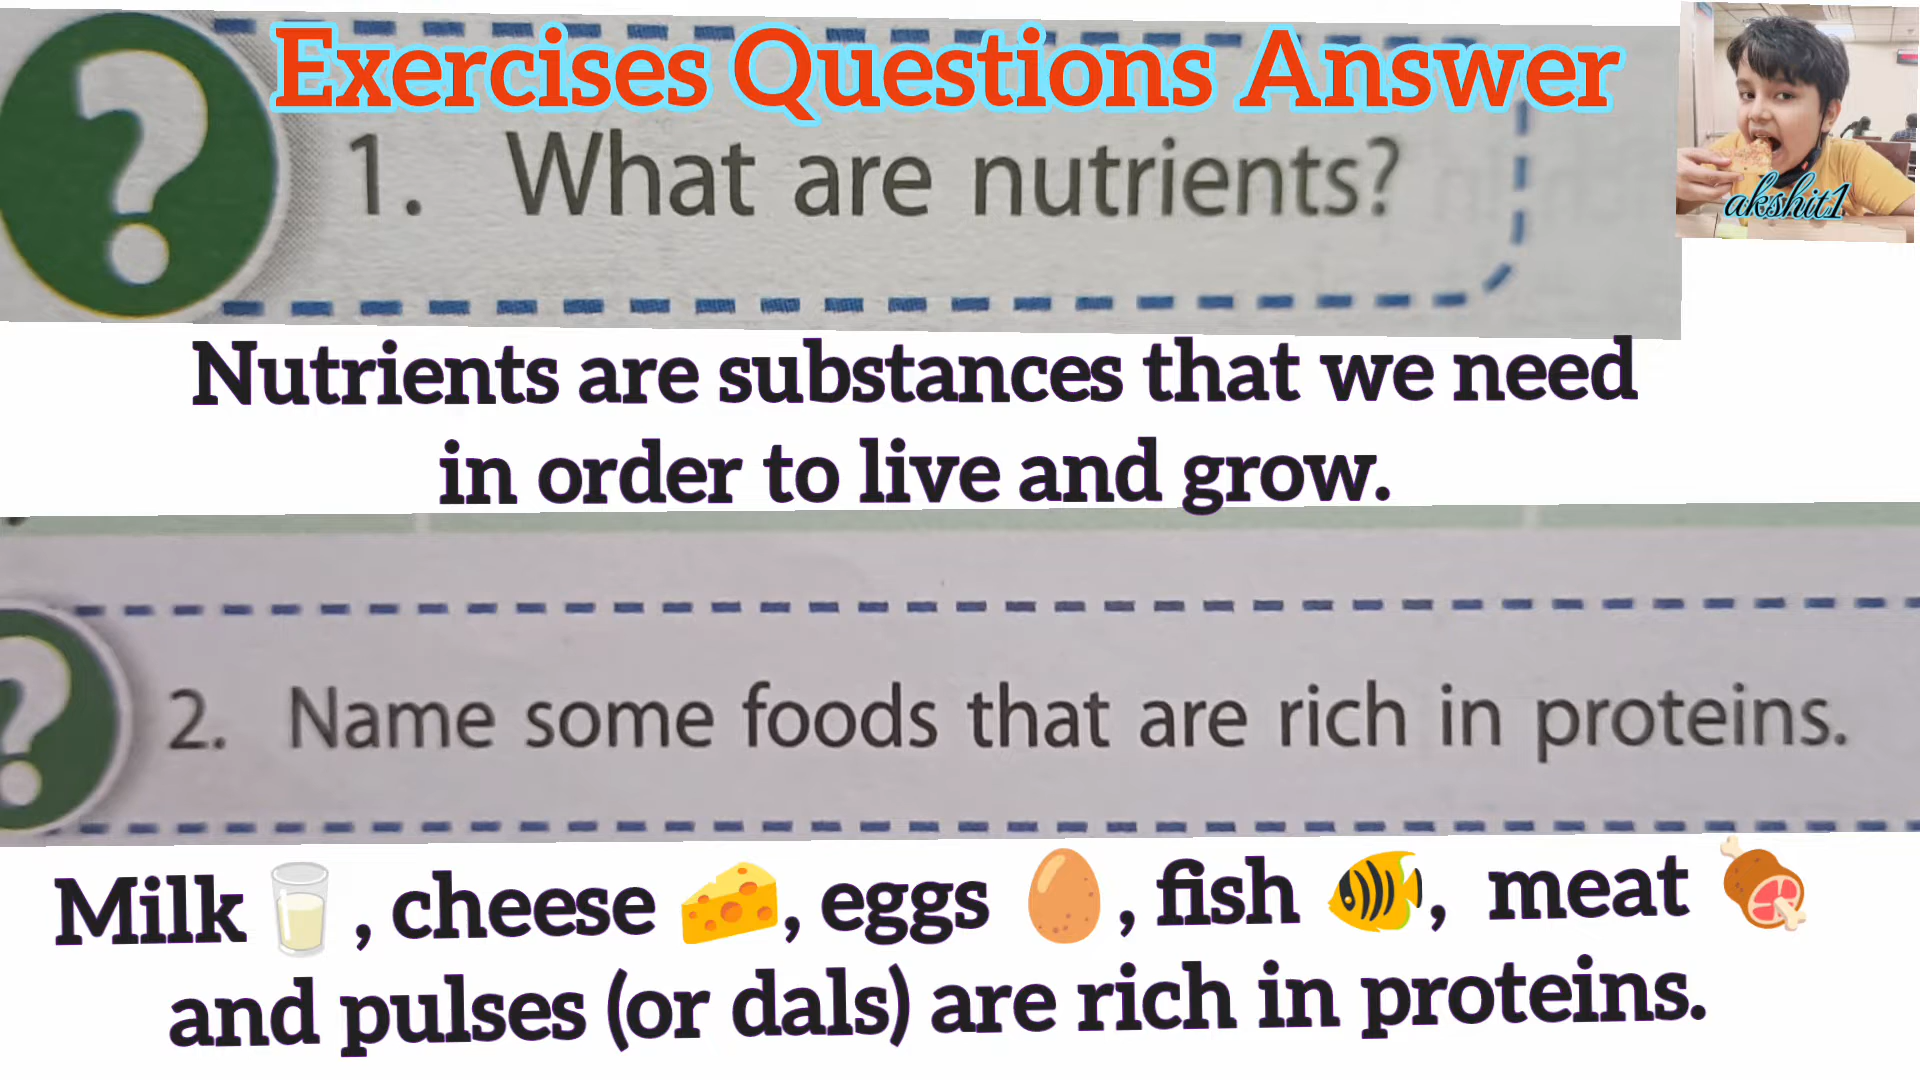 Exercises Questions Answer
1. What are nutrients?
akshit1
Nutrients are substances that we need
in order to live and grow.
2. Name some foods that are rich in proteins.
Milk 🥛, cheese 🧀, eggs 🥚, fish 🐠, meat 🍖
and pulses (or dals) are rich in proteins.